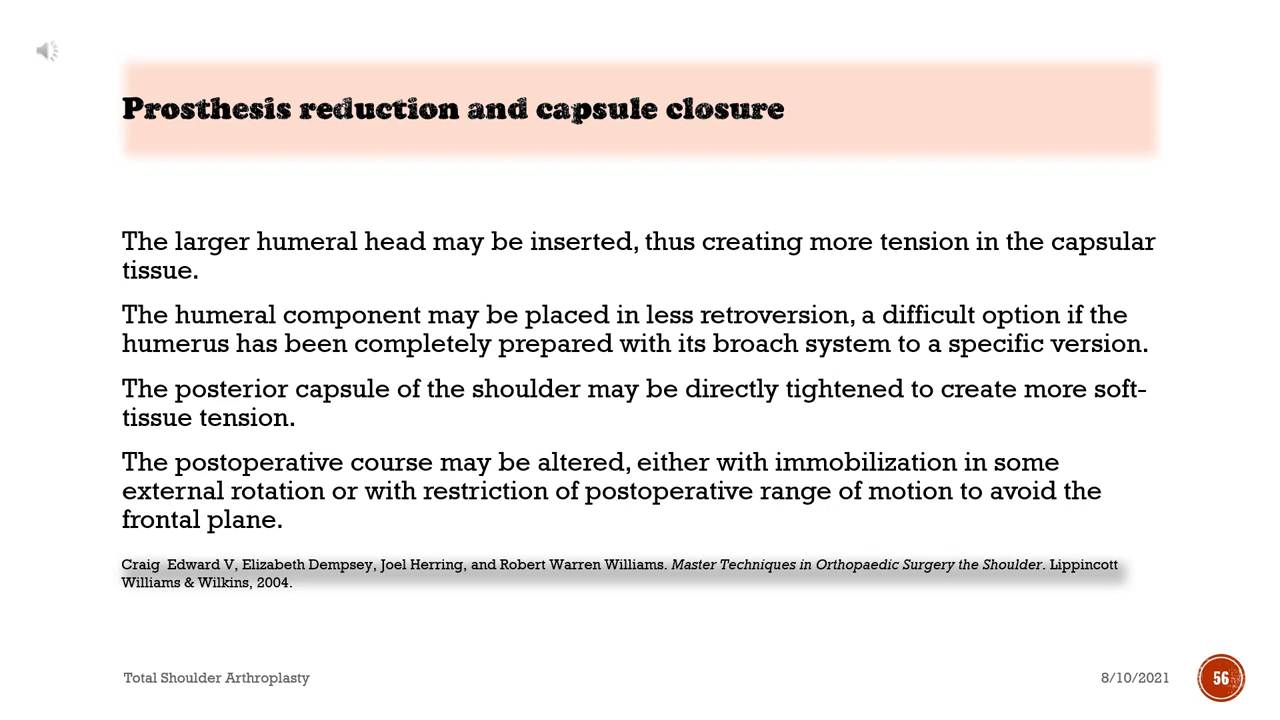 Prosthesis reduction and capsule closure
The larger humeral head may be inserted, thus creating more tension in the capsular
tissue.
The humeral component may be placed in less retroversion, a difficult option if the
humerus has been completely prepared with its broach system to a specific version.
The posterior capsule of the shoulder may be directly tightened to create more soft-
tissue tension.
The postoperative course may be altered, either with immobilization in some
external rotation or with restriction of postoperative range of motion to avoid the
frontal plane.
Craig Edward V, Elizabeth Dempsey, Joel Herring, and Robert Warren Williams. Master Techniques in Orthopaedic Surgery the Shoulder. Lippincott
Williams & Wilkins, 2004.
Total Shoulder Arthroplasty
8/10/2021
56